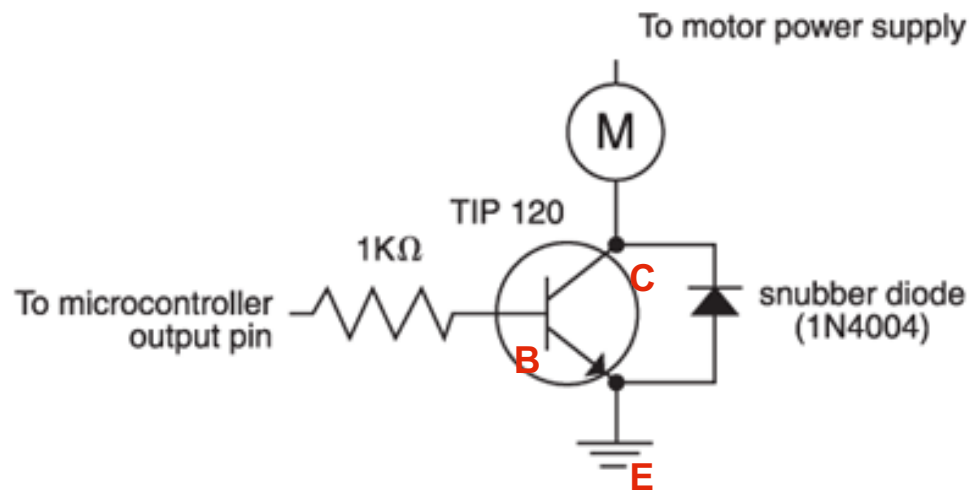 To motor power supply
M
TIP 120
1KΩ
C
To microcontroller
output pin
snubber diode
(1N4004)
B
E